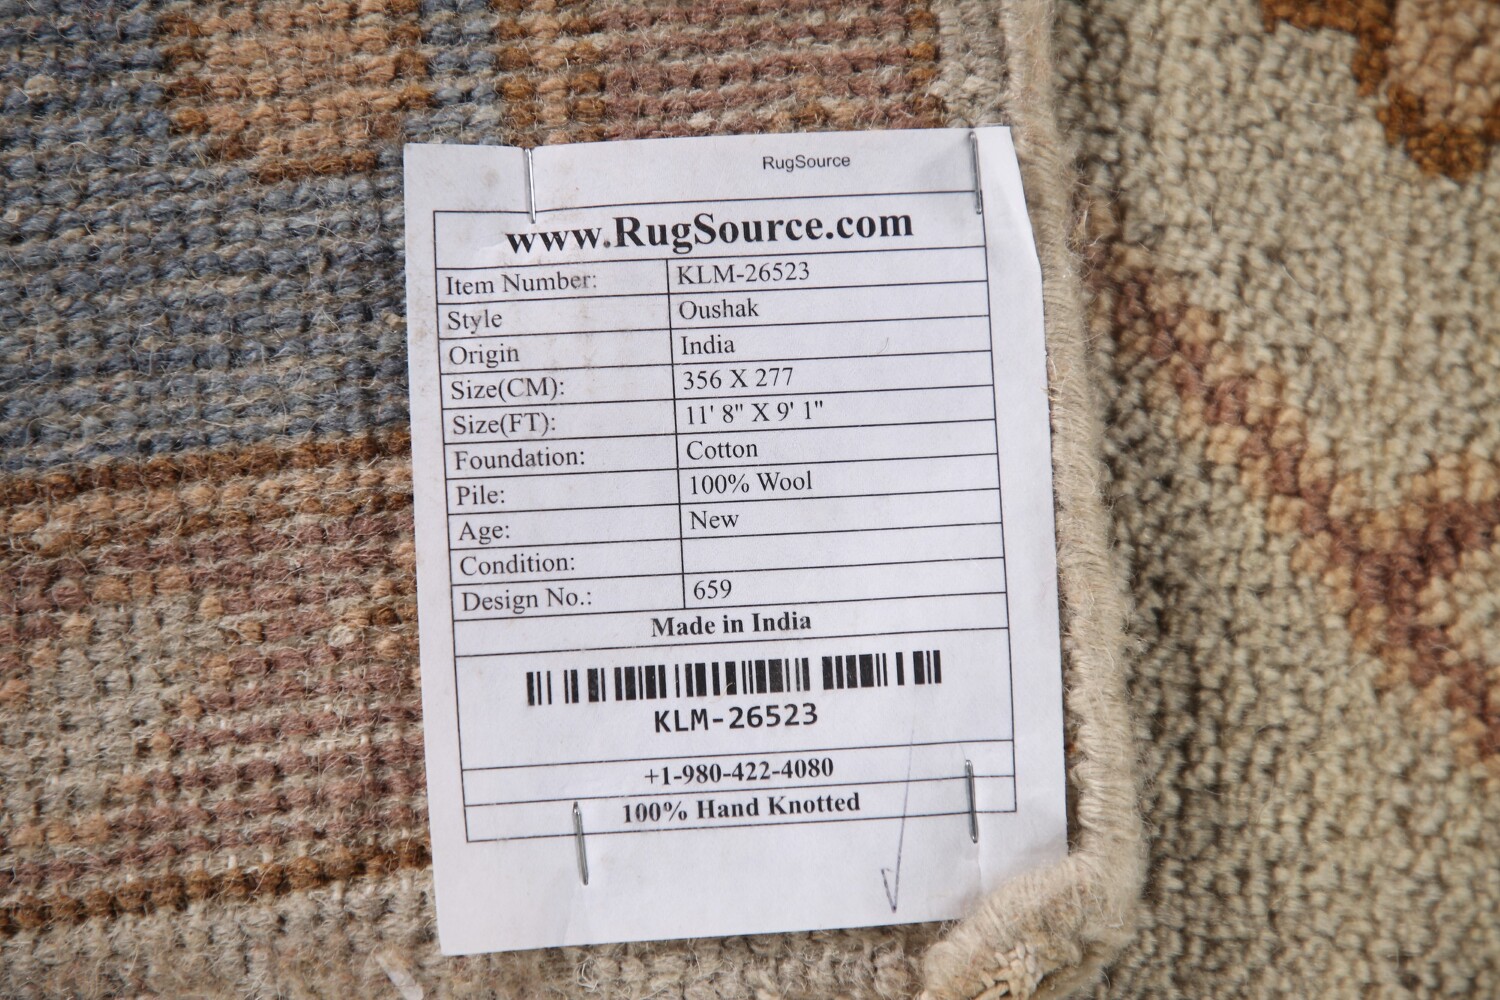 RugSource
www.RugSource.com
Item Number: KLM-26523
Style Oushak
Origin India
Size(CM): 356 X 277
Size(FT): 11' 8" X 9' 1"
Foundation: Cotton
Pile: 100% Wool
Age: New
Condition:
Design No.: 659
Made in India
KLM-26523
+1-980-422-4080
100% Hand Knotted